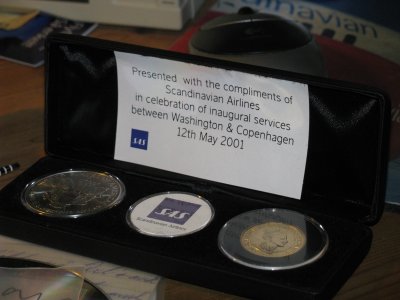 Presented with the compliments of
Scandinavian Airlines
in celebration of inaugural services
between Washington & Copenhagen
12th May 2001
SAS
SAS
Scandinavian Airlines